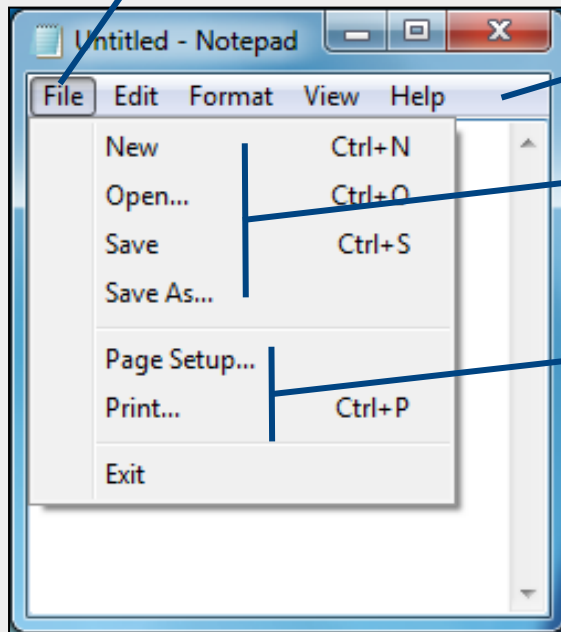 Untitled - Notepad
File Edit Format View Help
New Ctrl+N
Open... Ctrl+O
Save Ctrl+S
Save As...
Page Setup...
Print... Ctrl+P
Exit